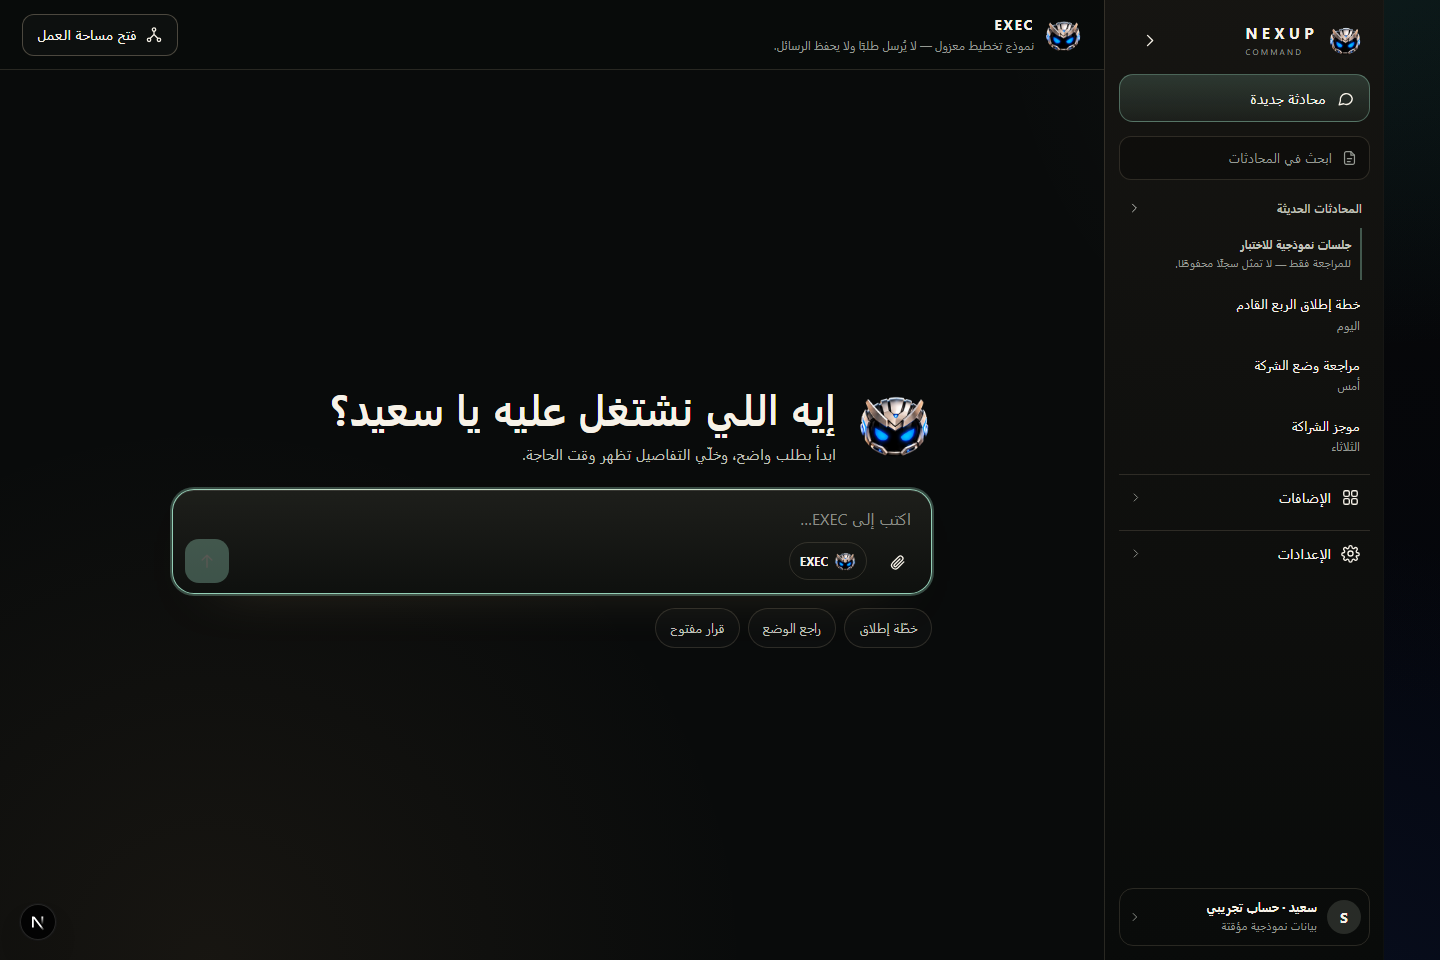 NEXUP
COMMAND
محادثة جديدة
ابحث في المحادثات
المحادثات الحديثة
جلسات نموذجية للاختبار
للمراجعة فقط — لا تمثل سجلًا محفوظًا.
خطة إطلاق الربع القادم
اليوم
مراجعة وضع الشركة
أمس
موجز الشراكة
الثلاثاء
الإضافات
الإعدادات
S
سعيد · حساب تجريبي
بيانات نموذجية مؤقتة
EXEC
نموذج تخطيط معزول — لا يُرسل طلبًا ولا يحفظ الرسائل.
فتح مساحة العمل
إيه اللي نشتغل عليه يا سعيد؟
ابدأ بطلب واضح، وخلّي التفاصيل تظهر وقت الحاجة.
اكتب إلى EXEC...
EXEC
خطّة إطلاق
راجع الوضع
قرار مفتوح
N